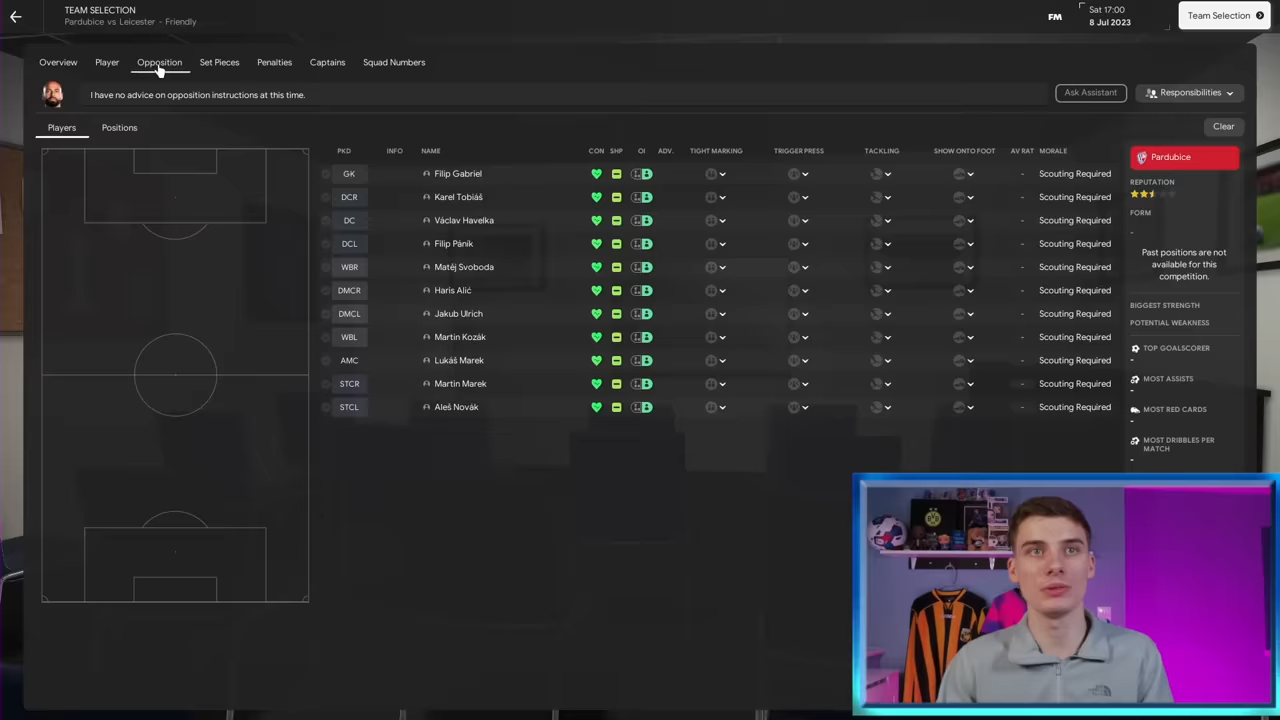 TEAM SELECTION
Pardubice vs Leicester - Friendly
FM
Sat 17:00
8 Jul 2023
Team Selection
Overview Player Opposition Set Pieces Penalties Captains Squad Numbers
I have no advice on opposition instructions at this time.
Ask Assistant
Responsibilities
Players Positions
Clear
PKD INFO NAME CON SHP OI ADV. TIGHT MARKING TRIGGER PRESS TACKLING SHOW ONTO FOOT AV RAT MORALE
GK Filip Gabriel - Scouting Required
DCR Karel Tobiáš - Scouting Required
DC Václav Havelka - Scouting Required
DCL Filip Páník - Scouting Required
WBR Matěj Svoboda - Scouting Required
DMCR Haris Alić - Scouting Required
DMCL Jakub Ulrich - Scouting Required
WBL Martin Kozák - Scouting Required
AMC Lukáš Marek - Scouting Required
STCR Martin Marek - Scouting Required
STCL Aleš Novák - Scouting Required
Pardubice
REPUTATION
FORM
-
Past positions are not
available for this
competition.
BIGGEST STRENGTH
POTENTIAL WEAKNESS
TOP GOALSCORER
-
MOST ASSISTS
-
MOST RED CARDS
-
MOST DRIBBLES PER
MATCH
-